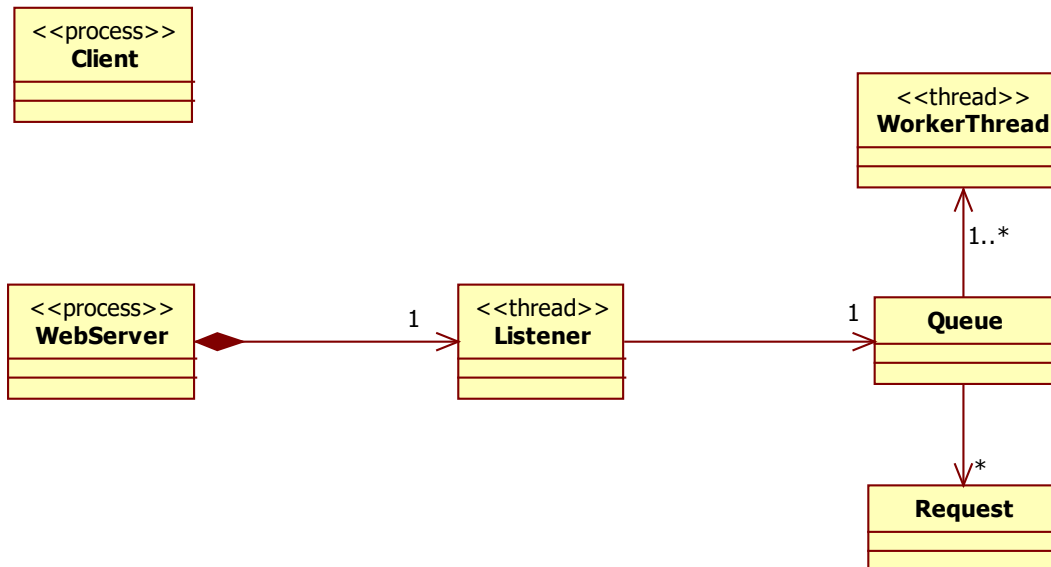 <<process>>
Client
<<thread>>
WorkerThread
1..*
<<process>>
WebServer
1
<<thread>>
Listener
1
Queue
*
Request